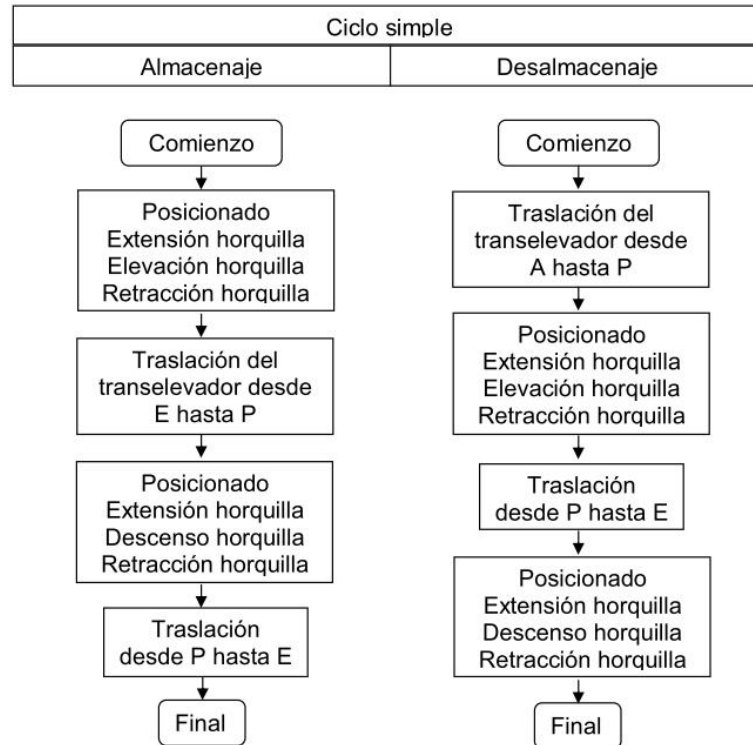 Ciclo simple
Almacenaje
Desalmacenaje
Comienzo
Posicionado
Extensión horquilla
Elevación horquilla
Retracción horquilla
Traslación del
transelevador desde
E hasta P
Posicionado
Extensión horquilla
Descenso horquilla
Retracción horquilla
Traslación
desde P hasta E
Final
Comienzo
Traslación del
transelevador desde
A hasta P
Posicionado
Extensión horquilla
Elevación horquilla
Retracción horquilla
Traslación
desde P hasta E
Posicionado
Extensión horquilla
Descenso horquilla
Retracción horquilla
Final